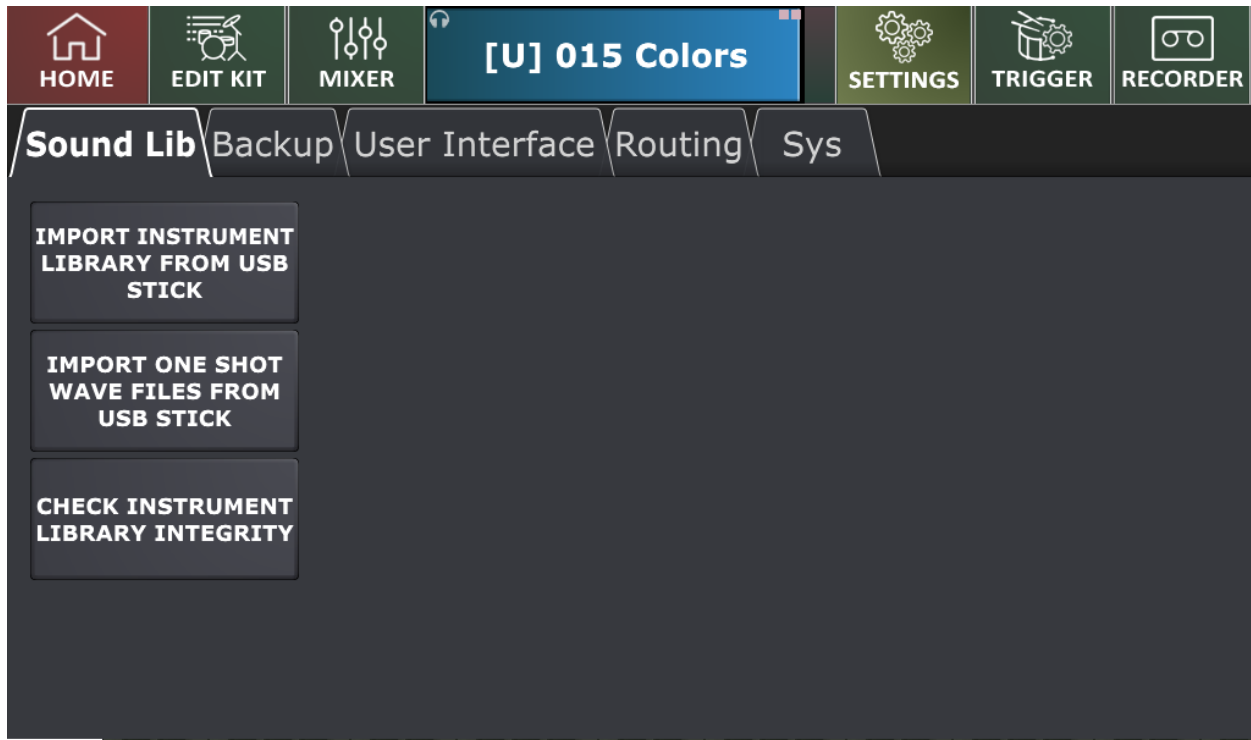 HOME
EDIT KIT
MIXER
[U] 015 Colors
SETTINGS
TRIGGER
RECORDER
Sound Lib
Backup
User Interface
Routing
Sys
IMPORT INSTRUMENT
LIBRARY FROM USB
STICK
IMPORT ONE SHOT
WAVE FILES FROM
USB STICK
CHECK INSTRUMENT
LIBRARY INTEGRITY